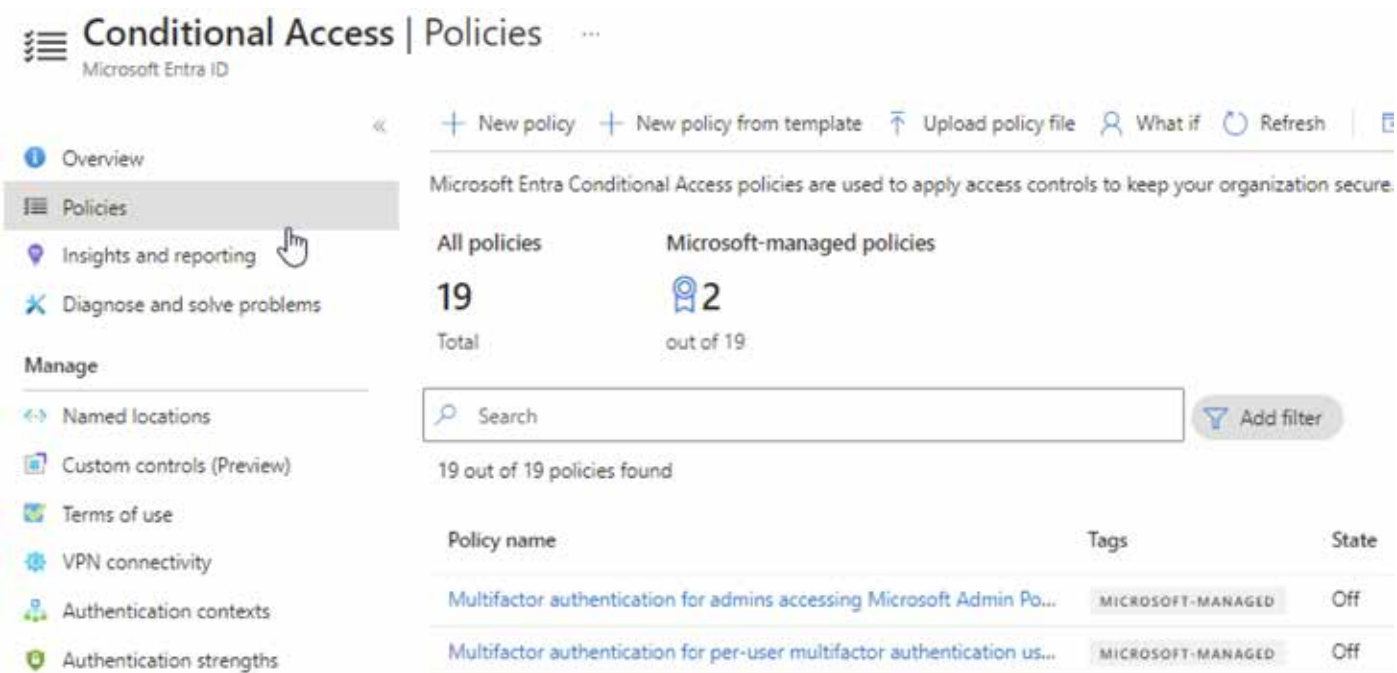 Conditional Access | Policies ...
Microsoft Entra ID
«
Overview
Policies
Insights and reporting
Diagnose and solve problems
Manage
Named locations
Custom controls (Preview)
Terms of use
VPN connectivity
Authentication contexts
Authentication strengths
New policy New policy from template Upload policy file What if Refresh
Microsoft Entra Conditional Access policies are used to apply access controls to keep your organization secure.
All policies Microsoft-managed policies
19 2
Total out of 19
Search Add filter
19 out of 19 policies found
Policy name Tags State
Multifactor authentication for admins accessing Microsoft Admin Po... MICROSOFT-MANAGED Off
Multifactor authentication for per-user multifactor authentication us... MICROSOFT-MANAGED Off